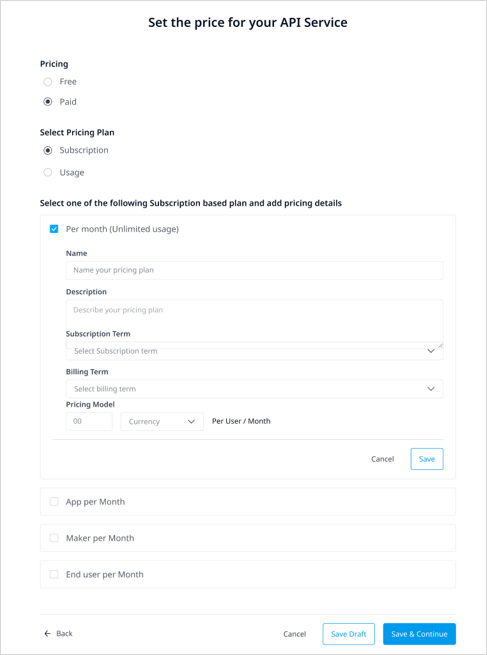 Set the price for your API Service
Pricing
Free
Paid
Select Pricing Plan
Subscription
Usage
Select one of the following Subscription based plan and add pricing details
Per month (Unlimited usage)
Name
Name your pricing plan
Description
Describe your pricing plan
Subscription Term
Select Subscription term
Billing Term
Select billing term
Pricing Model
00 Currency Per User / Month
Cancel Save
App per Month
Maker per Month
End user per Month
Back Cancel Save Draft Save & Continue